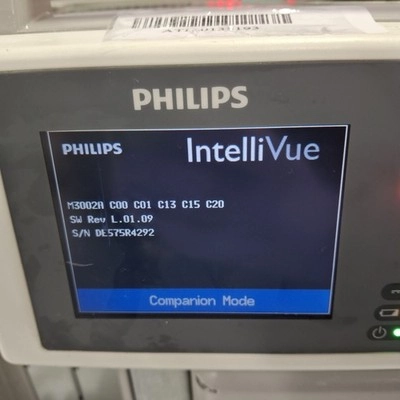 PHILIPS
PHILIPS IntelliVue
M3002A C00 C01 C13 C15 C20
SW Rev L.01.09
S/N DE575R4292
Companion Mode